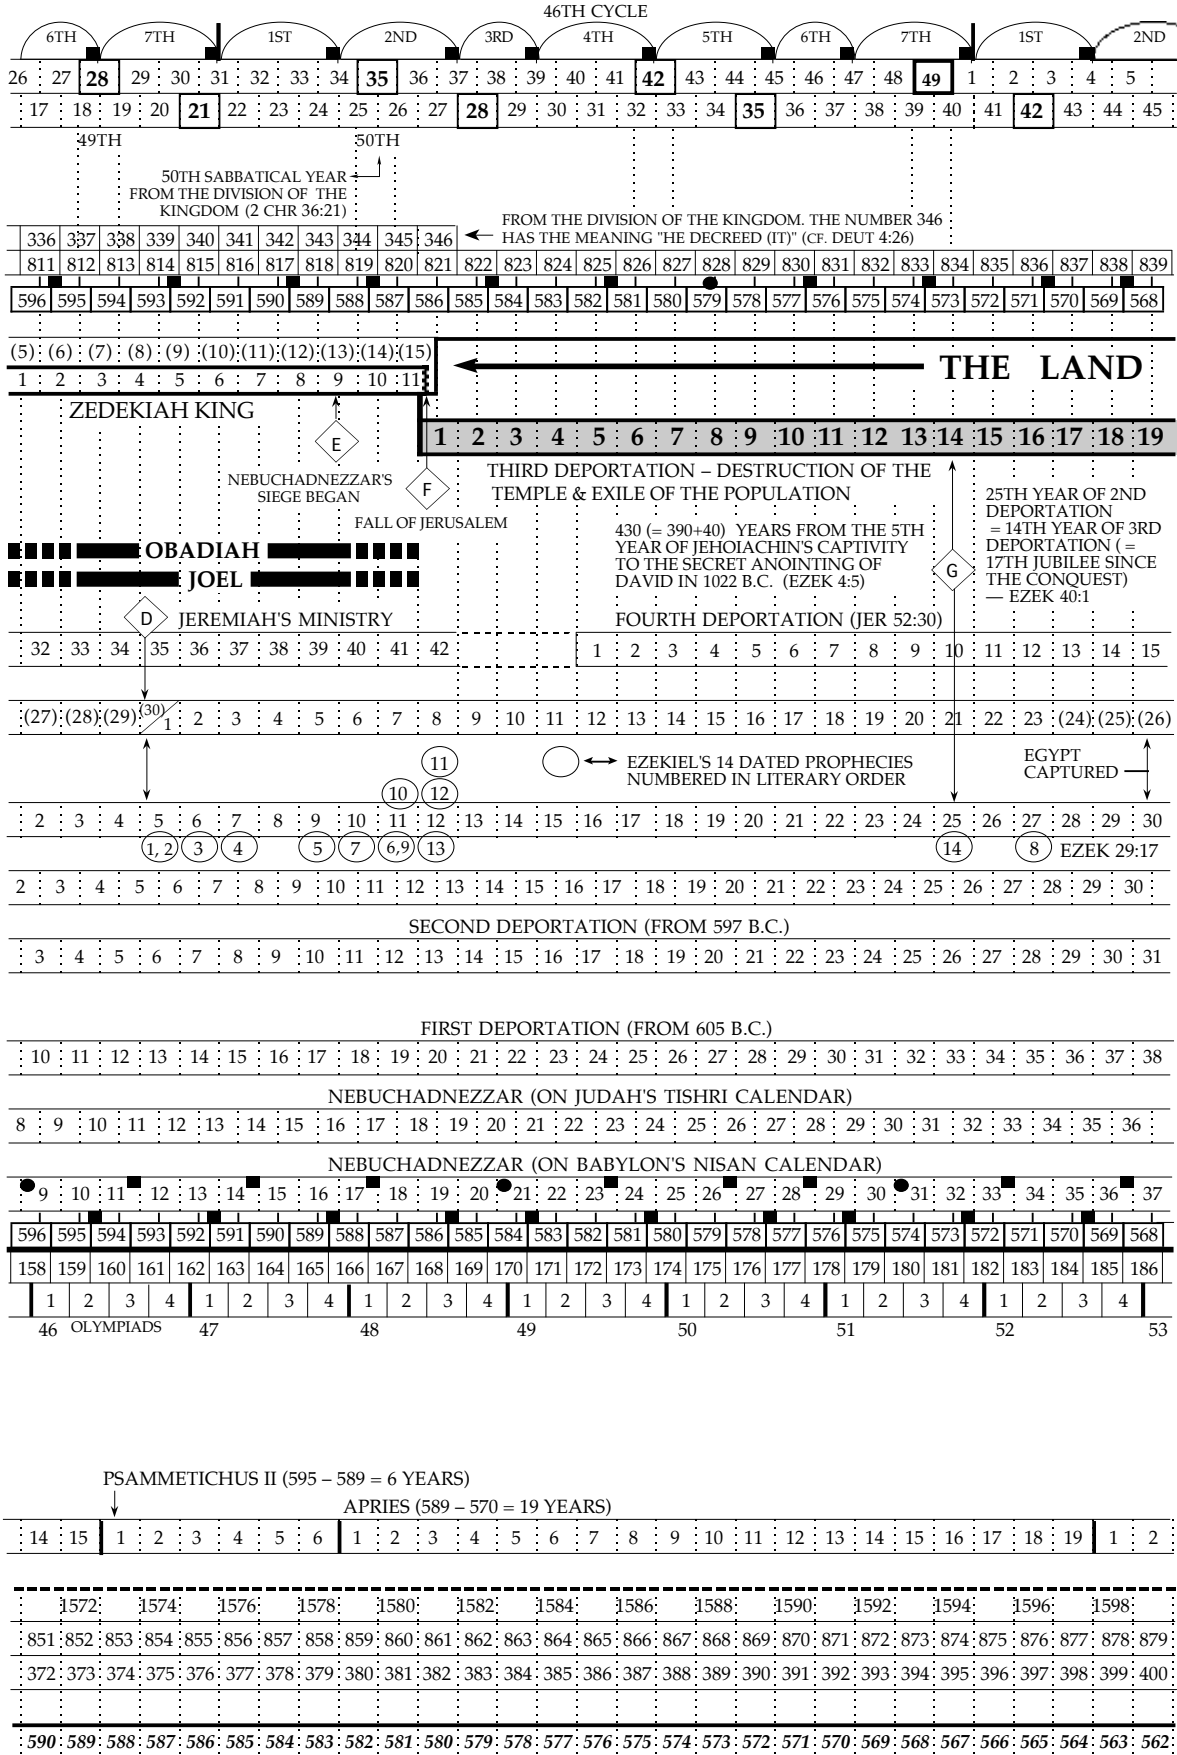 46TH CYCLE
6TH 7TH 1ST 2ND 3RD 4TH 5TH 6TH 7TH 1ST 2ND
26 27 28 29 30 31 32 33 34 35 36 37 38 39 40 41 42 43 44 45 46 47 48 49 1 2 3 4 5
17 18 19 20 21 22 23 24 25 26 27 28 29 30 31 32 33 34 35 36 37 38 39 40 41 42 43 44 45
49TH 50TH
50TH SABBATICAL YEAR
FROM THE DIVISION OF THE
KINGDOM (2 CHR 36:21)
FROM THE DIVISION OF THE KINGDOM. THE NUMBER 346
HAS THE MEANING "HE DECREED (IT)" (CF. DEUT 4:26)
336 337 338 339 340 341 342 343 344 345 346
811 812 813 814 815 816 817 818 819 820 821 822 823 824 825 826 827 828 829 830 831 832 833 834 835 836 837 838 839
596 595 594 593 592 591 590 589 588 587 586 585 584 583 582 581 580 579 578 577 576 575 574 573 572 571 570 569 568
(5) (6) (7) (8) (9) (10) (11) (12) (13) (14) (15)
THE LAND
1 2 3 4 5 6 7 8 9 10 11
ZEDEKIAH KING
1 2 3 4 5 6 7 8 9 10 11 12 13 14 15 16 17 18 19
E
NEBUCHADNEZZAR'S
SIEGE BEGAN
F
FALL OF JERUSALEM
THIRD DEPORTATION – DESTRUCTION OF THE
TEMPLE & EXILE OF THE POPULATION
25TH YEAR OF 2ND
DEPORTATION
= 14TH YEAR OF 3RD
DEPORTATION ( =
17TH JUBILEE SINCE
THE CONQUEST)
— EZEK 40:1
430 (= 390+40) YEARS FROM THE 5TH
YEAR OF JEHOIACHIN'S CAPTIVITY
TO THE SECRET ANOINTING OF
DAVID IN 1022 B.C. (EZEK 4:5)
G
OBADIAH
JOEL
D JEREMIAH'S MINISTRY
FOURTH DEPORTATION (JER 52:30)
32 33 34 35 36 37 38 39 40 41 42 1 2 3 4 5 6 7 8 9 10 11 12 13 14 15
(27) (28) (29) (30) 1 2 3 4 5 6 7 8 9 10 11 12 13 14 15 16 17 18 19 20 21 22 23 (24) (25) (26)
11
EZEKIEL'S 14 DATED PROPHECIES
NUMBERED IN LITERARY ORDER
EGYPT
CAPTURED
10 12
2 3 4 5 6 7 8 9 10 11 12 13 14 15 16 17 18 19 20 21 22 23 24 25 26 27 28 29 30
1, 2 3 4 5 7 6,9 13 14 8 EZEK 29:17
2 3 4 5 6 7 8 9 10 11 12 13 14 15 16 17 18 19 20 21 22 23 24 25 26 27 28 29 30
SECOND DEPORTATION (FROM 597 B.C.)
3 4 5 6 7 8 9 10 11 12 13 14 15 16 17 18 19 20 21 22 23 24 25 26 27 28 29 30 31
FIRST DEPORTATION (FROM 605 B.C.)
10 11 12 13 14 15 16 17 18 19 20 21 22 23 24 25 26 27 28 29 30 31 32 33 34 35 36 37 38
NEBUCHADNEZZAR (ON JUDAH'S TISHRI CALENDAR)
8 9 10 11 12 13 14 15 16 17 18 19 20 21 22 23 24 25 26 27 28 29 30 31 32 33 34 35 36
NEBUCHADNEZZAR (ON BABYLON'S NISAN CALENDAR)
9 10 11 12 13 14 15 16 17 18 19 20 21 22 23 24 25 26 27 28 29 30 31 32 33 34 35 36 37
596 595 594 593 592 591 590 589 588 587 586 585 584 583 582 581 580 579 578 577 576 575 574 573 572 571 570 569 568
158 159 160 161 162 163 164 165 166 167 168 169 170 171 172 173 174 175 176 177 178 179 180 181 182 183 184 185 186
1 2 3 4 1 2 3 4 1 2 3 4 1 2 3 4 1 2 3 4 1 2 3 4 1 2 3 4
46 OLYMPIADS 47 48 49 50 51 52 53
PSAMMETICHUS II (595 – 589 = 6 YEARS)
APRIES (589 – 570 = 19 YEARS)
14 15 1 2 3 4 5 6 1 2 3 4 5 6 7 8 9 10 11 12 13 14 15 16 17 18 19 1 2
1572 1574 1576 1578 1580 1582 1584 1586 1588 1590 1592 1594 1596 1598
851 852 853 854 855 856 857 858 859 860 861 862 863 864 865 866 867 868 869 870 871 872 873 874 875 876 877 878 879
372 373 374 375 376 377 378 379 380 381 382 383 384 385 386 387 388 389 390 391 392 393 394 395 396 397 398 399 400
590 589 588 587 586 585 584 583 582 581 580 579 578 577 576 575 574 573 572 571 570 569 568 567 566 565 564 563 562